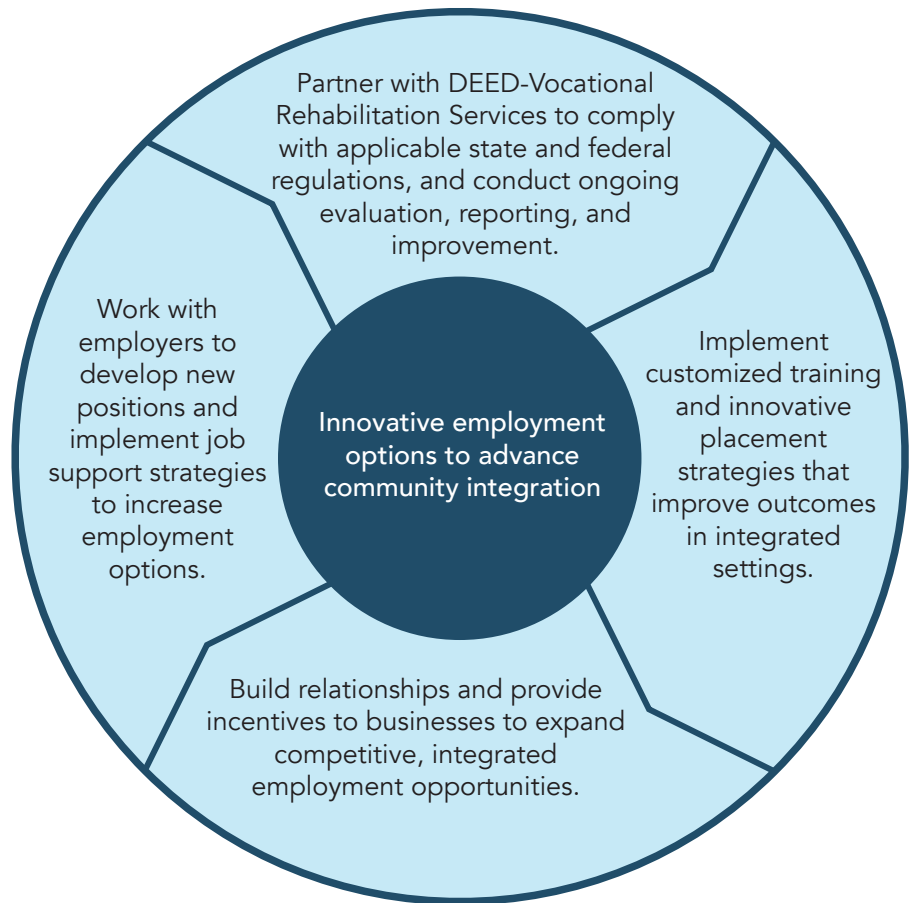 Partner with DEED-Vocational
Rehabilitation Services to comply
with applicable state and federal
regulations, and conduct ongoing
evaluation, reporting, and
improvement.
Implement
customized training
and innovative
placement
strategies that
improve outcomes
in integrated
settings.
Build relationships and provide
incentives to businesses to expand
competitive, integrated
employment opportunities.
Work with
employers to
develop new
positions and
implement job
support strategies
to increase
employment
options.
Innovative employment
options to advance
community integration